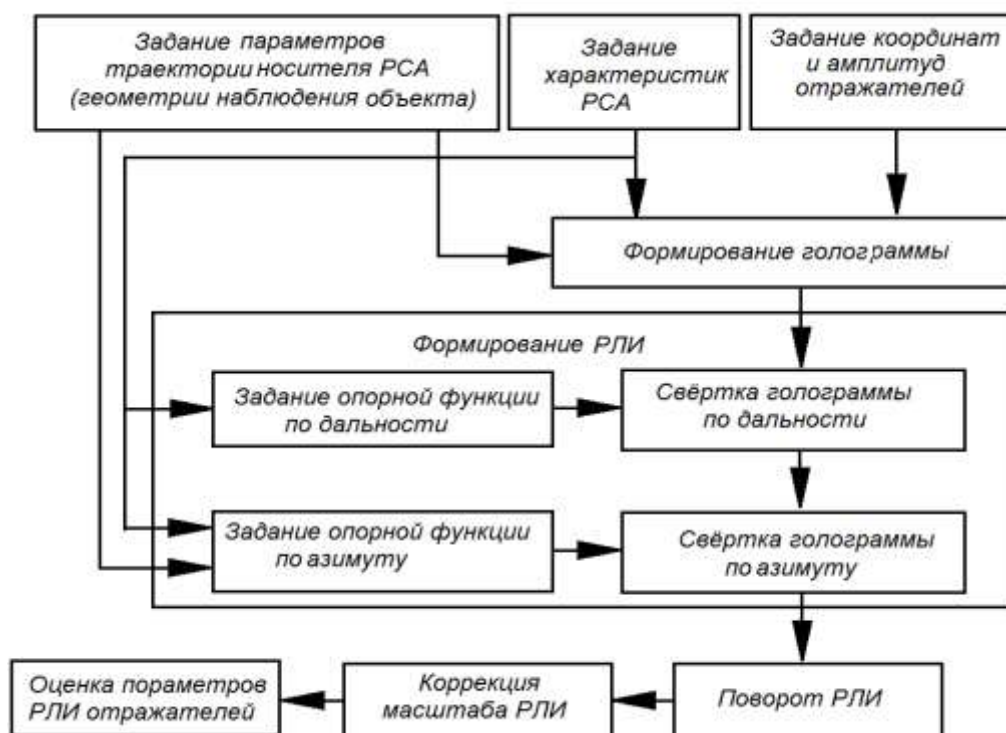 Задание параметров
траектории носителя РСА
(геометрии наблюдения объекта)
Задание
характеристик
РСА
Задание координат
и амплитуд
отражателей
Формирование голограммы
Формирование РЛИ
Задание опорной функции
по дальности
Свёртка голограммы
по дальности
Задание опорной функции
по азимуту
Свёртка голограммы
по азимуту
Оценка пораметров
РЛИ отражателей
Коррекция
масштаба РЛИ
Поворот РЛИ